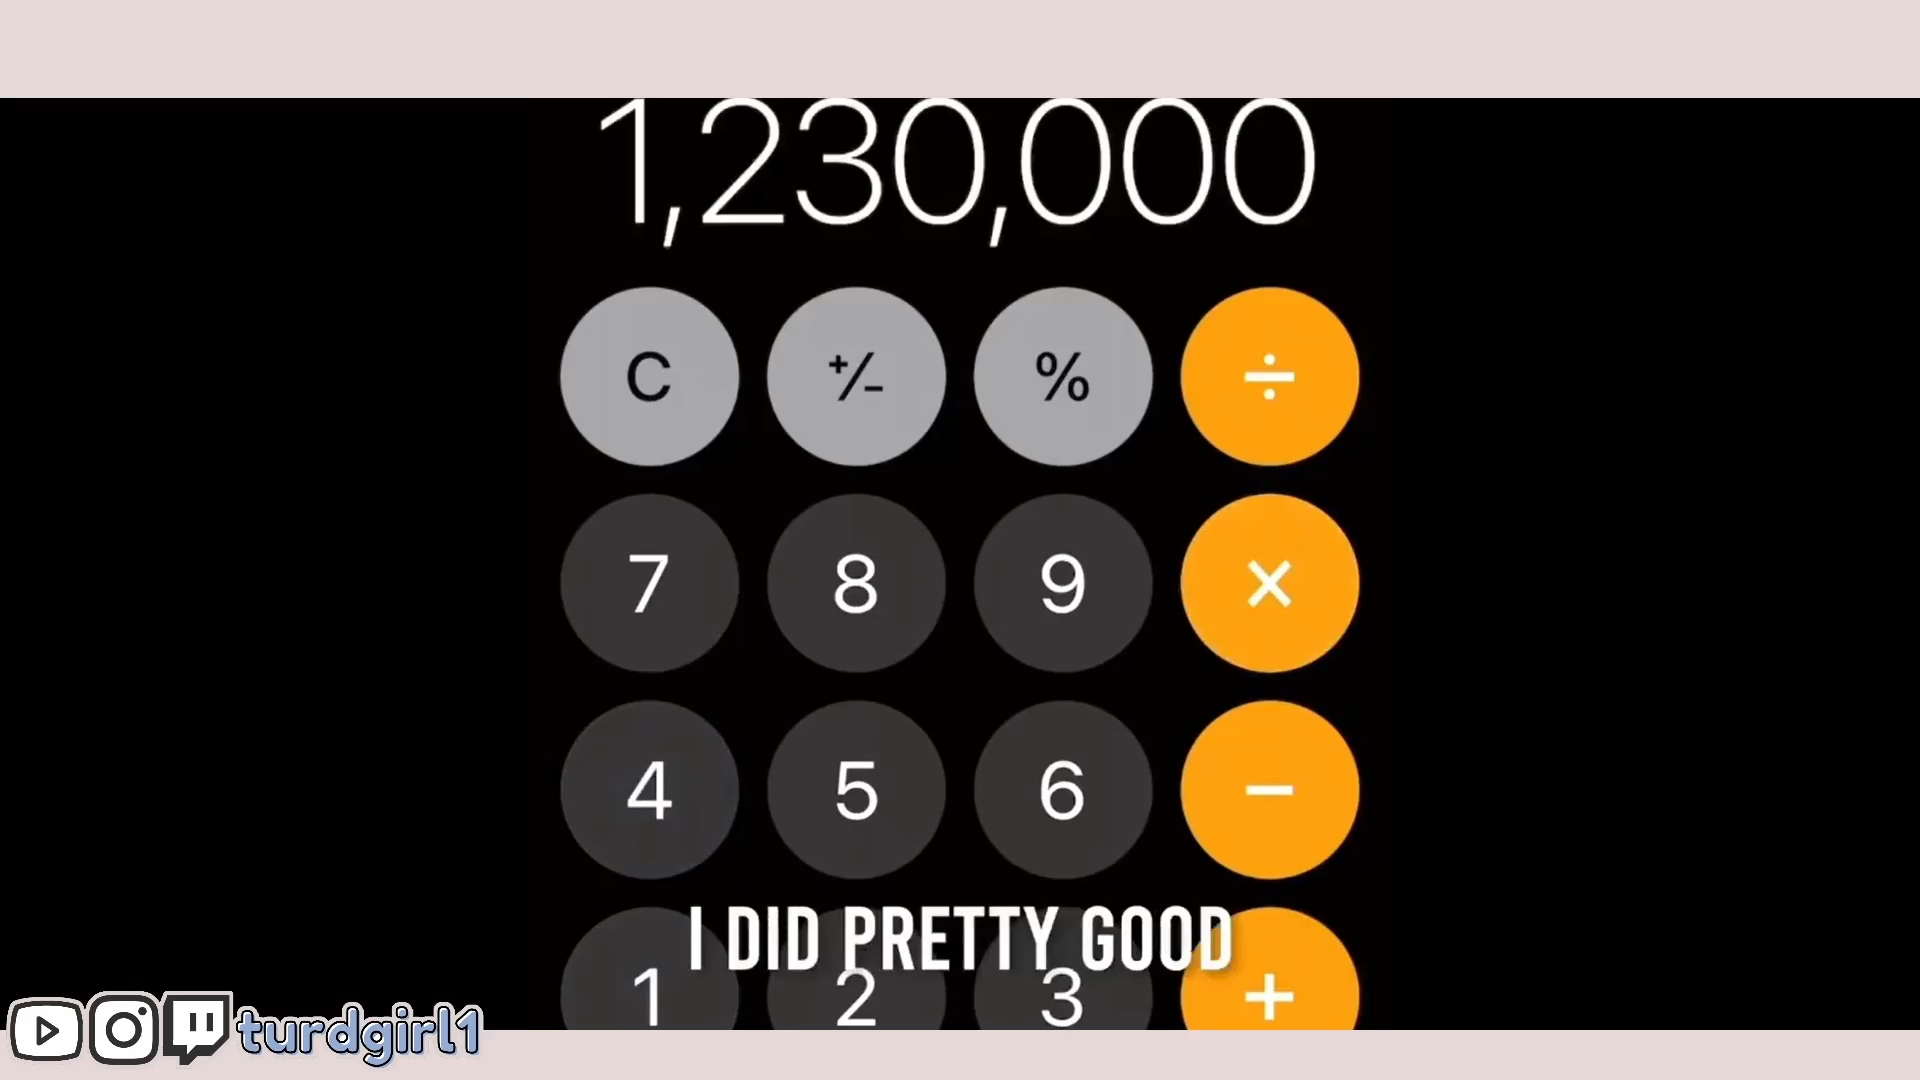 1,230,000
C +/- % ÷
7 8 9 ×
4 5 6 −
I DID PRETTY GOOD
1 2 3 +
turdgirl1